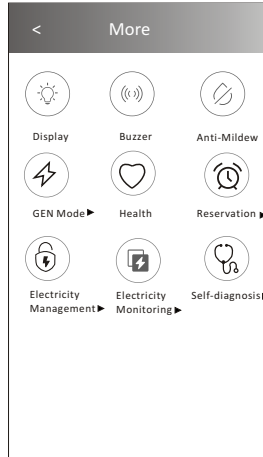 < More
Display Buzzer Anti-Mildew
GEN Mode▶ Health Reservation▶
Electricity Electricity Self-diagnosis▶
Management▶ Monitoring▶